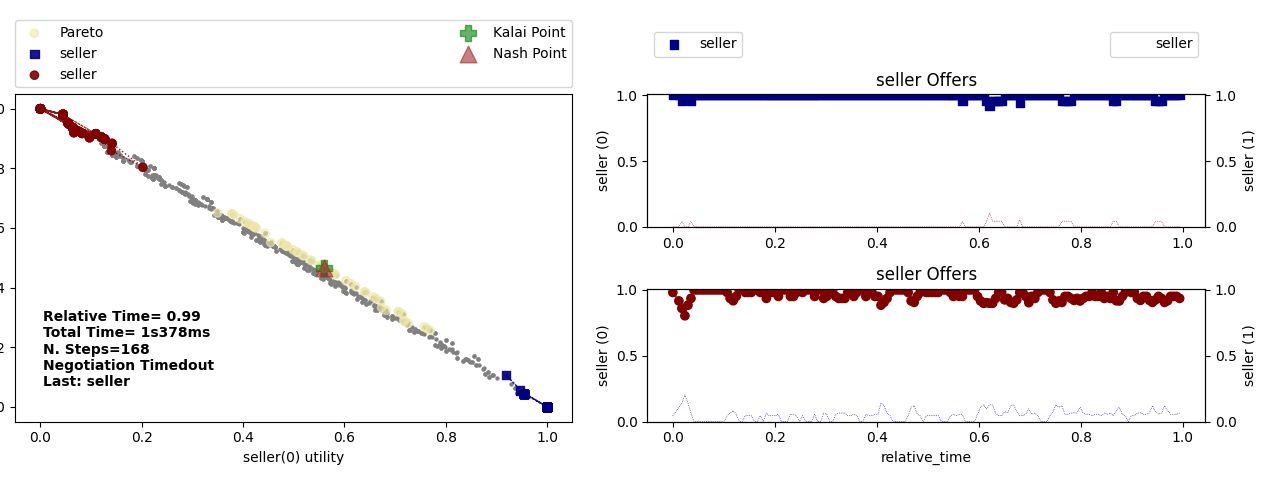 Pareto
seller
seller
Kalai Point
Nash Point
0
8
6
4
2
0
Relative Time= 0.99
Total Time= 1s378ms
N. Steps=168
Negotiation Timedout
Last: seller
0.0 0.2 0.4 0.6 0.8 1.0
seller(0) utility
seller
seller
seller Offers
1.0
0.5
0.0
seller (0)
1.0
0.5
0.0
seller (1)
0.0 0.2 0.4 0.6 0.8 1.0
seller Offers
1.0
0.5
0.0
seller (0)
1.0
0.5
0.0
seller (1)
0.0 0.2 0.4 0.6 0.8 1.0
relative_time